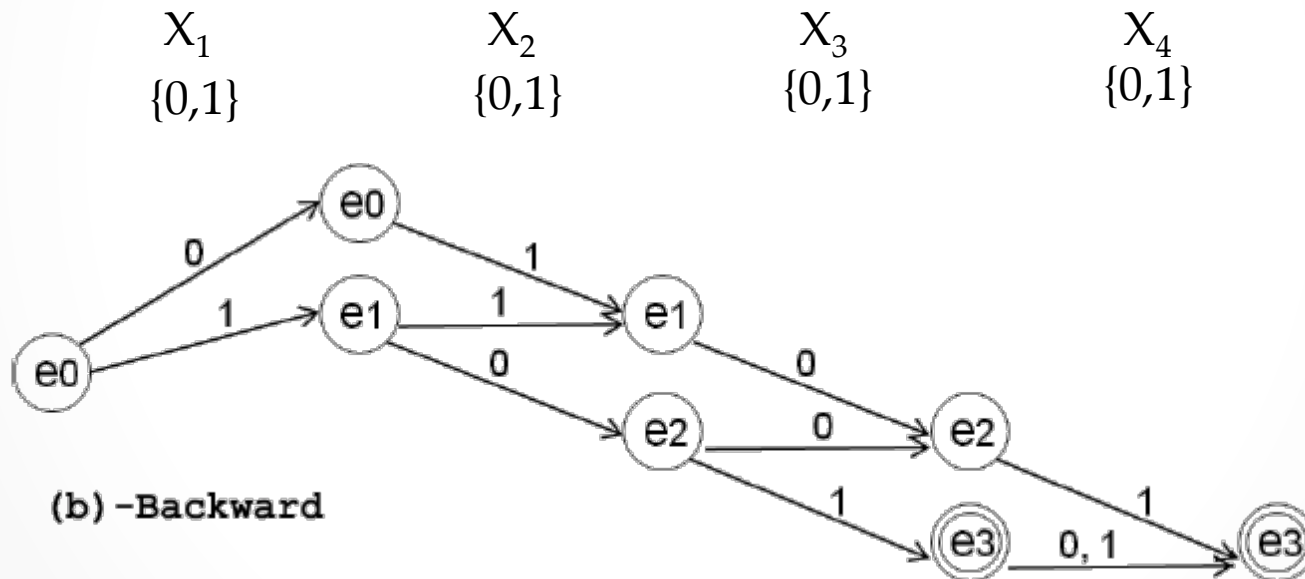 X₁ X₂ X₃ X₄
{0,1} {0,1} {0,1} {0,1}
e0
0 1
e1
1 e1
e0 0 0
e2 0 e2
(b)-Backward 1 1
e3 0, 1 e3